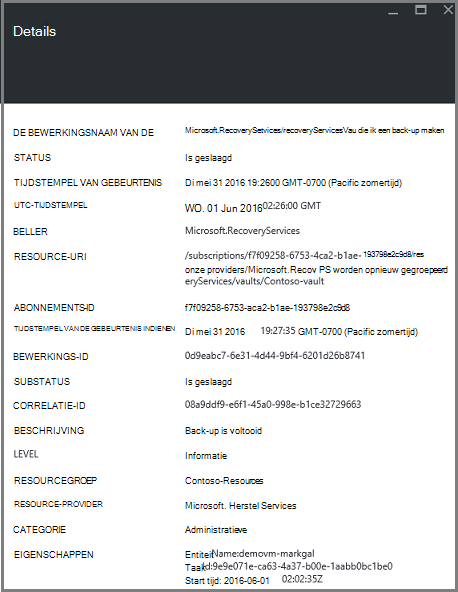 Details
DE BEWERKINGSNAAM VAN DE Microsoft.RecoverySetvices/recoveryServicesVau die ik een back-up maken
STATUS Is geslaagd
TIJDSTEMPEL VAN GEBEURTENIS Di mei 31 2016 19:2600 GMT-0700 (Pacific zomertijd)
UTC-TIJDSTEMPEL WO. 01 Jun 2016 02:26:00 GMT
BELLER Microsoft.RecoveryServices
RESOURCE-URI /subscriptions/f7f09258-6753-4ca2-b1ae-193798e2c9d8/res
onze providers/Microsoft.Recov PS worden opnieuw gegroepeerd
eryServices/vaults/Contoso-vault
ABONNEMENTS-ID f7f09258-6753-aca2-b1ae-193798e2c9d8
TIJDSTEMPEL VAN DE GEBEURTENIS INDIENEN Di mei 31 2016 19:27:35 GMT-0700 (Pacific zomertijd)
BEWERKINGS-ID 0d9eabc7-6e31-4d44-9bf4-6201d26b8741
SUBSTATUS Is geslaagd
CORRELATIE-ID 08a9ddf9-e6f1-45a0-998e-b1ce32729663
BESCHRIJVING Back-up is voltooid
LEVEL Informatie
RESOURCEGROEP Contoso-Resources
RESOURCE-PROVIDER Microsoft. Herstel Services
CATEGORIE Administratieve
EIGENSCHAPPEN Entiteit Name:demovm-markgal
Taak Id:9e9e071e-ca63-4a37-b00e-1aabb0bc1be0
Start tijd: 2016-06-01 02:02:35Z